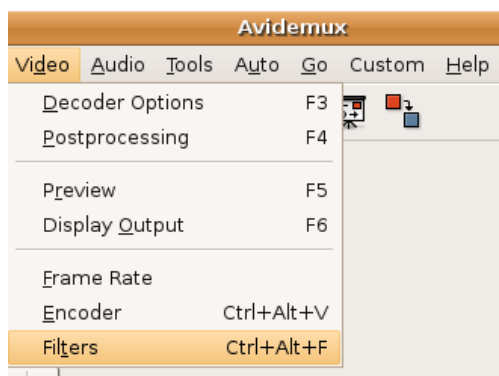 Avidemux
Video Audio Tools Auto Go Custom Help
Decoder Options F3
Postprocessing F4
Preview F5
Display Output F6
Frame Rate
Encoder Ctrl+Alt+V
Filters Ctrl+Alt+F